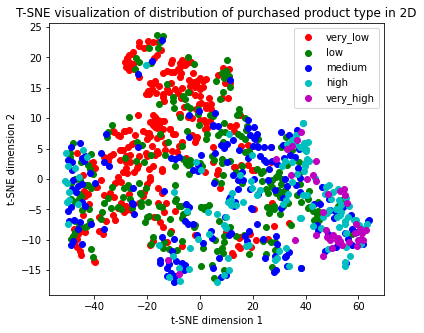 T-SNE visualization of distribution of purchased product type in 2D
very_low
low
medium
high
very_high
t-SNE dimension 2
25
20
15
10
5
0
−5
−10
−15
−40
−20
0
20
40
60
t-SNE dimension 1